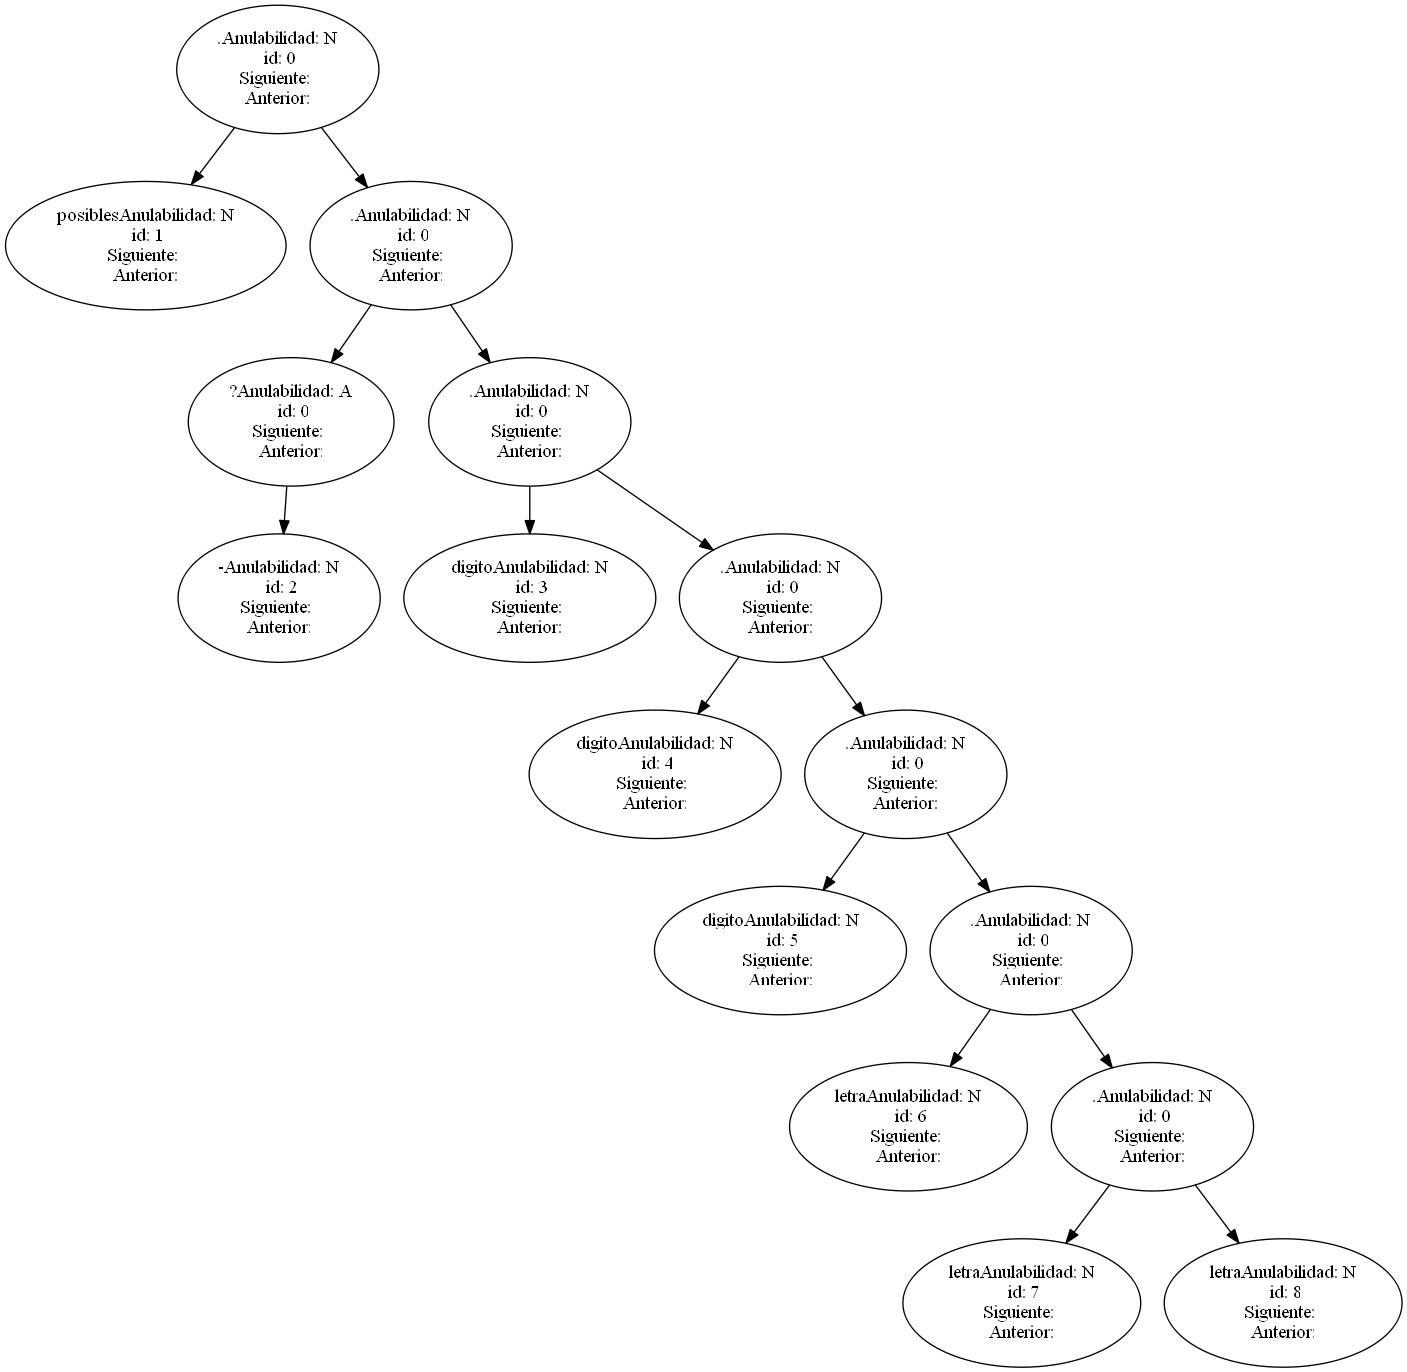 .Anulabilidad: N
id: 0
Siguiente:
Anterior:
posiblesAnulabilidad: N
id: 1
Siguiente:
Anterior:
.Anulabilidad: N
id: 0
Siguiente:
Anterior:
?Anulabilidad: A
id: 0
Siguiente:
Anterior:
.Anulabilidad: N
id: 0
Siguiente:
Anterior:
-Anulabilidad: N
id: 2
Siguiente:
Anterior:
digitoAnulabilidad: N
id: 3
Siguiente:
Anterior:
.Anulabilidad: N
id: 0
Siguiente:
Anterior:
digitoAnulabilidad: N
id: 4
Siguiente:
Anterior:
.Anulabilidad: N
id: 0
Siguiente:
Anterior:
digitoAnulabilidad: N
id: 5
Siguiente:
Anterior:
.Anulabilidad: N
id: 0
Siguiente:
Anterior:
letraAnulabilidad: N
id: 6
Siguiente:
Anterior:
.Anulabilidad: N
id: 0
Siguiente:
Anterior:
letraAnulabilidad: N
id: 7
Siguiente:
Anterior:
letraAnulabilidad: N
id: 8
Siguiente:
Anterior: